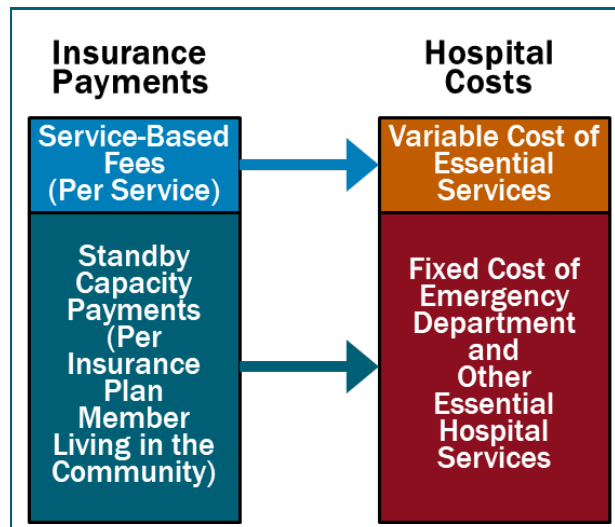 Insurance
Payments
Hospital
Costs
Service-Based
Fees
(Per Service)
Variable Cost of
Essential
Services
Standby
Capacity
Payments
(Per
Insurance
Plan
Member
Living in the
Community)
Fixed Cost of
Emergency
Department
and
Other
Essential
Hospital
Services